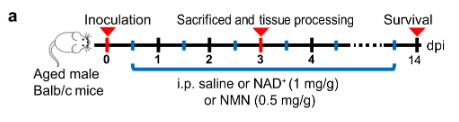 a
Inoculation Sacrificed and tissue processing Survival
dpi
0 1 2 3 4 14
Aged male
Balb/c mice
i.p. saline or NAD⁺ (1 mg/g)
or NMN (0.5 mg/g)